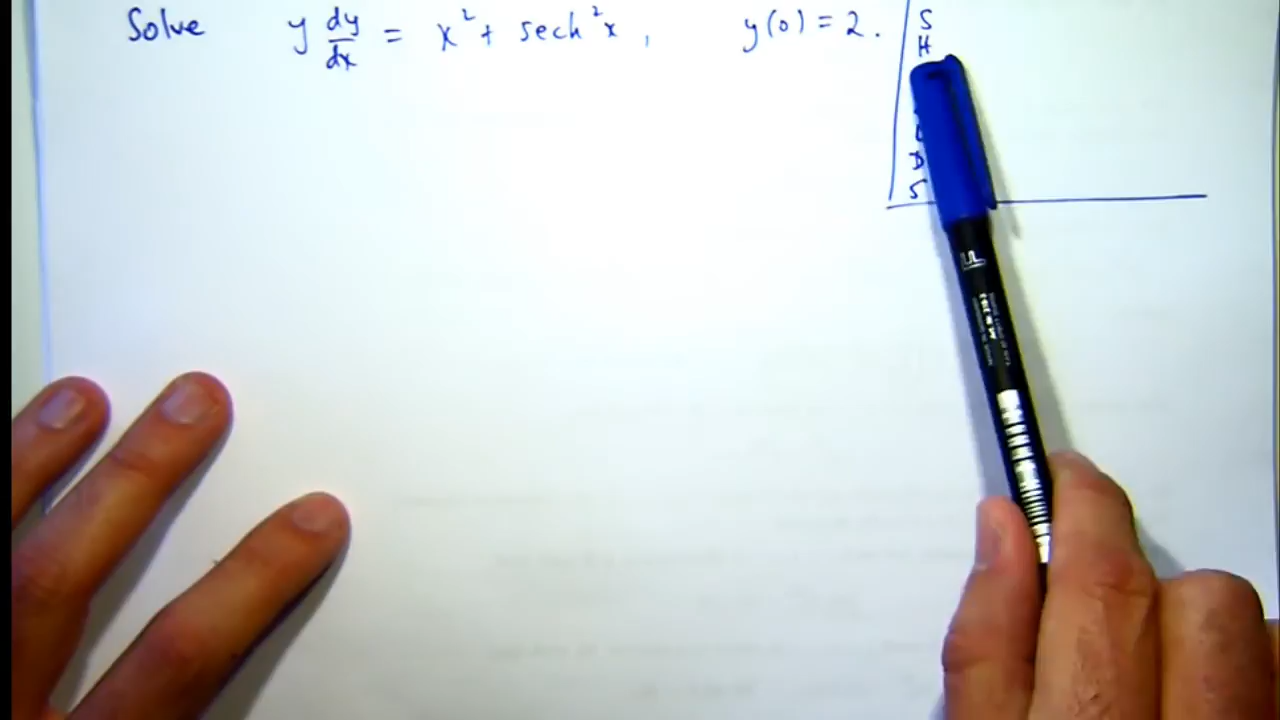 Solve y dy/dx = x² + sech²x, y(0) = 2.
S
H
A
S